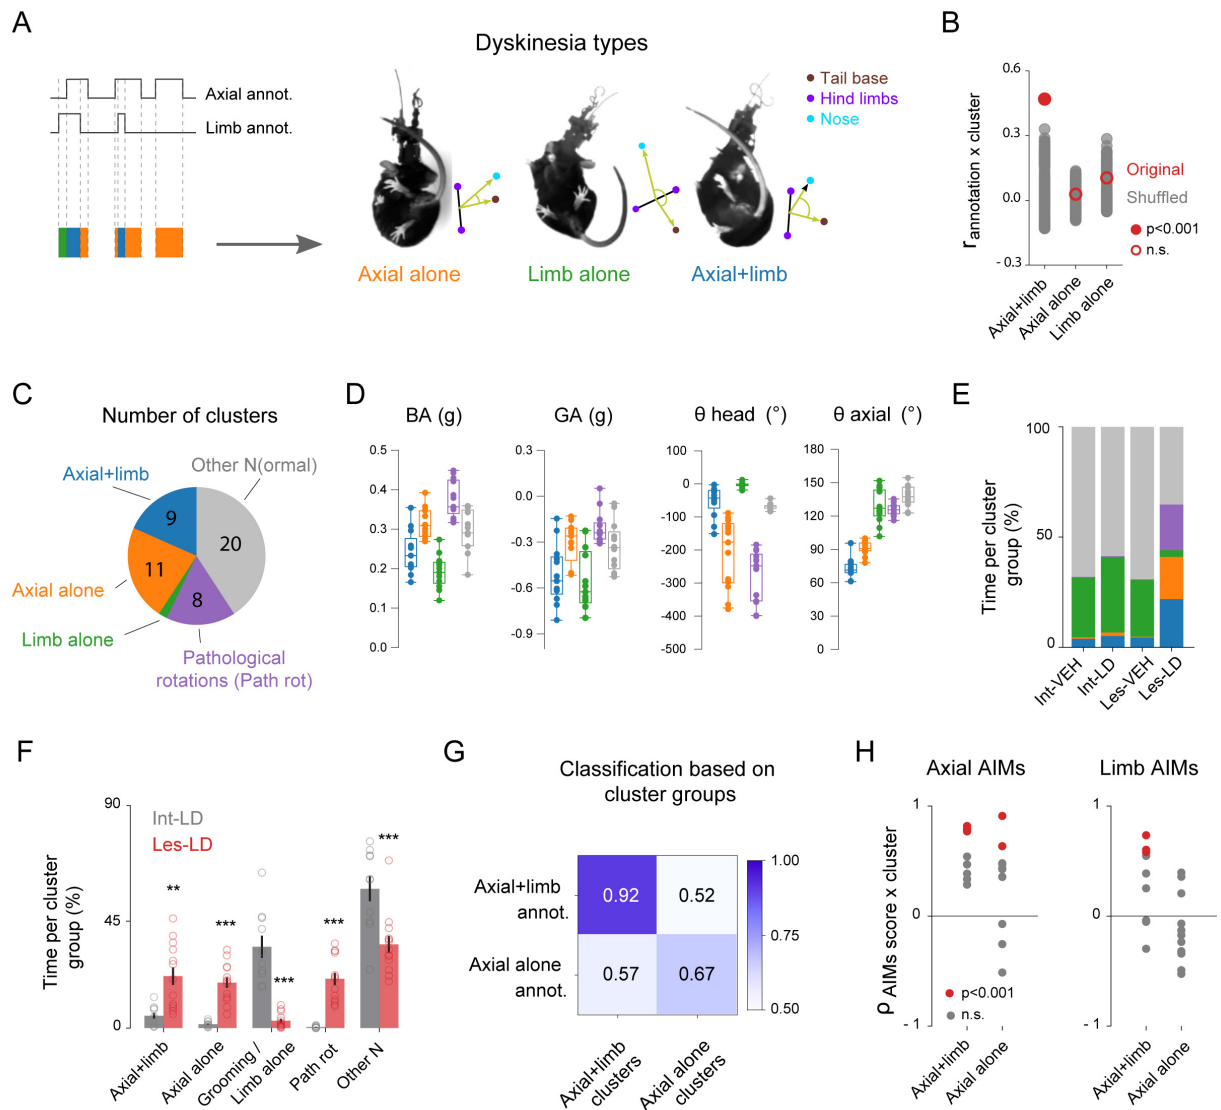 A
Dyskinesia types
Axial annot.
Limb annot.
Tail base
Hind limbs
Nose
Axial alone
Limb alone
Axial+limb
B
r annotation x cluster
0.6
0.3
0.0
- 0.3
Original
Shuffled
p<0.001
n.s.
Axial+limb
Axial alone
Limb alone
C
Number of clusters
Axial+limb
Other N(ormal)
9
20
11
8
Axial alone
Limb alone
Pathological
rotations (Path rot)
D
BA (g)
0.5
0.4
0.3
0.2
0.1
0.0
GA (g)
0.3
0.0
-0.3
-0.6
-0.9
θ head (°)
100
0
-100
-200
-300
-400
-500
θ axial (°)
180
150
120
90
60
30
0
E
Time per cluster
group (%)
100
50
0
Int-VEH
Int-LD
Les-VEH
Les-LD
F
Time per cluster
group (%)
90
45
0
Int-LD
Les-LD
**
***
***
***
***
Axial+limb
Axial alone
Grooming /
Limb alone
Path rot
Other N
G
Classification based on
cluster groups
Axial+limb
annot.
0.92
0.52
Axial alone
annot.
0.57
0.67
1.00
0.75
0.50
Axial+limb
clusters
Axial alone
clusters
H
Axial AIMs
Limb AIMs
ρ AIMs score x cluster
1
0
- 1
p<0.001
n.s.
Axial+limb
Axial alone
1
0
- 1
Axial+limb
Axial alone